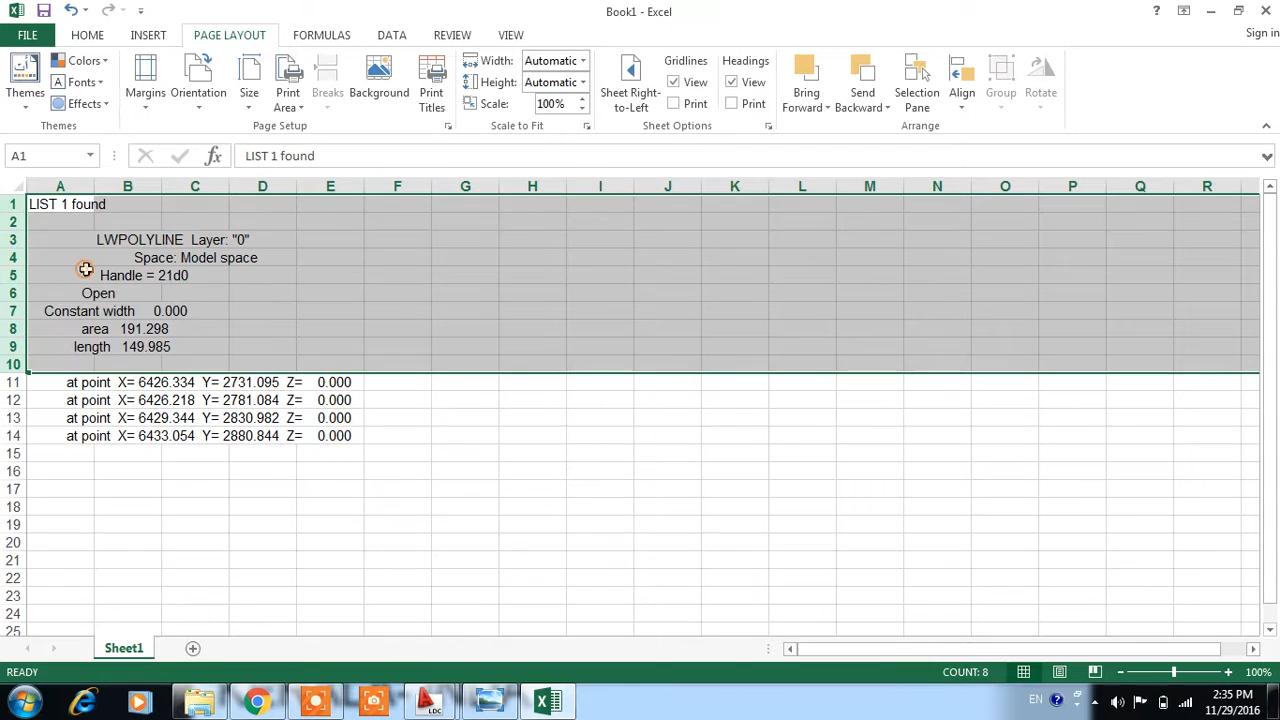 Book1 - Excel
Sign in
FILE HOME INSERT PAGE LAYOUT FORMULAS DATA REVIEW VIEW
Themes Colors Fonts Effects Margins Orientation Size Print Area Breaks Background Print Titles
Width: Automatic
Height: Automatic
Scale: 100%
Gridlines View Print
Headings View Print
Sheet Right-to-Left
Bring Forward Send Backward Selection Pane Align Group Rotate
Themes Page Setup Scale to Fit Sheet Options Arrange
A1 fx LIST 1 found
A B C D E F G H I J K L M N O P Q R
1 LIST 1 found
2
3 LWPOLYLINE Layer: "0"
4 Space: Model space
5 Handle = 21d0
6 Open
7 Constant width 0.000
8 area 191.298
9 length 149.985
10
11 at point X= 6426.334 Y= 2731.095 Z= 0.000
12 at point X= 6426.218 Y= 2781.084 Z= 0.000
13 at point X= 6429.344 Y= 2830.982 Z= 0.000
14 at point X= 6433.054 Y= 2880.844 Z= 0.000
15
16
17
18
19
20
21
22
23
24
25
Sheet1
READY COUNT: 8 100%
LDC
EN
2:35 PM
11/29/2016